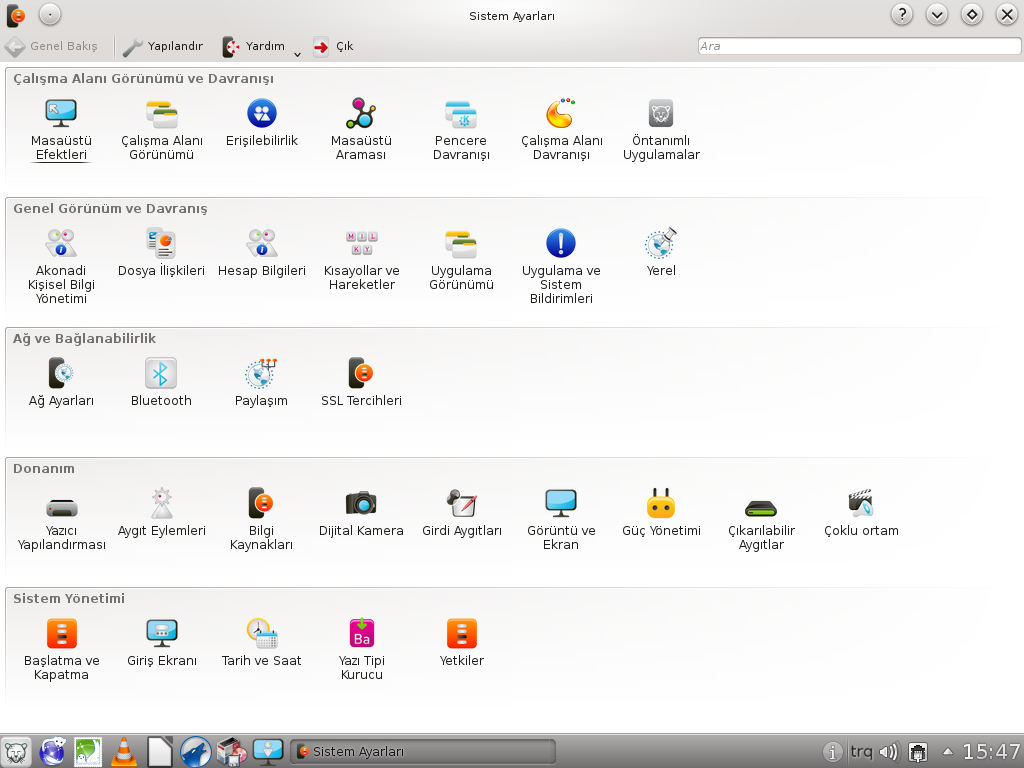 Sistem Ayarları
Genel Bakış
Yapılandır
Yardım
Çık
Ara
Çalışma Alanı Görünümü ve Davranışı
Masaüstü
Efektleri
Çalışma Alanı
Görünümü
Erişilebilirlik
Masaüstü
Araması
Pencere
Davranışı
Çalışma Alanı
Davranışı
Öntanımlı
Uygulamalar
Genel Görünüm ve Davranış
Akonadi
Kişisel Bilgi
Yönetimi
Dosya İlişkileri
Hesap Bilgileri
Kısayollar ve
Hareketler
Uygulama
Görünümü
Uygulama ve
Sistem
Bildirimleri
Yerel
Ağ ve Bağlanabilirlik
Ağ Ayarları
Bluetooth
Paylaşım
SSL Tercihleri
Donanım
Yazıcı
Yapılandırması
Aygıt Eylemleri
Bilgi
Kaynakları
Dijital Kamera
Girdi Aygıtları
Görüntü ve
Ekran
Güç Yönetimi
Çıkarılabilir
Aygıtlar
Çoklu ortam
Sistem Yönetimi
Başlatma ve
Kapatma
Giriş Ekranı
Tarih ve Saat
Ba
Yazı Tipi
Kurucu
Yetkiler
Sistem Ayarları
trq
15:47